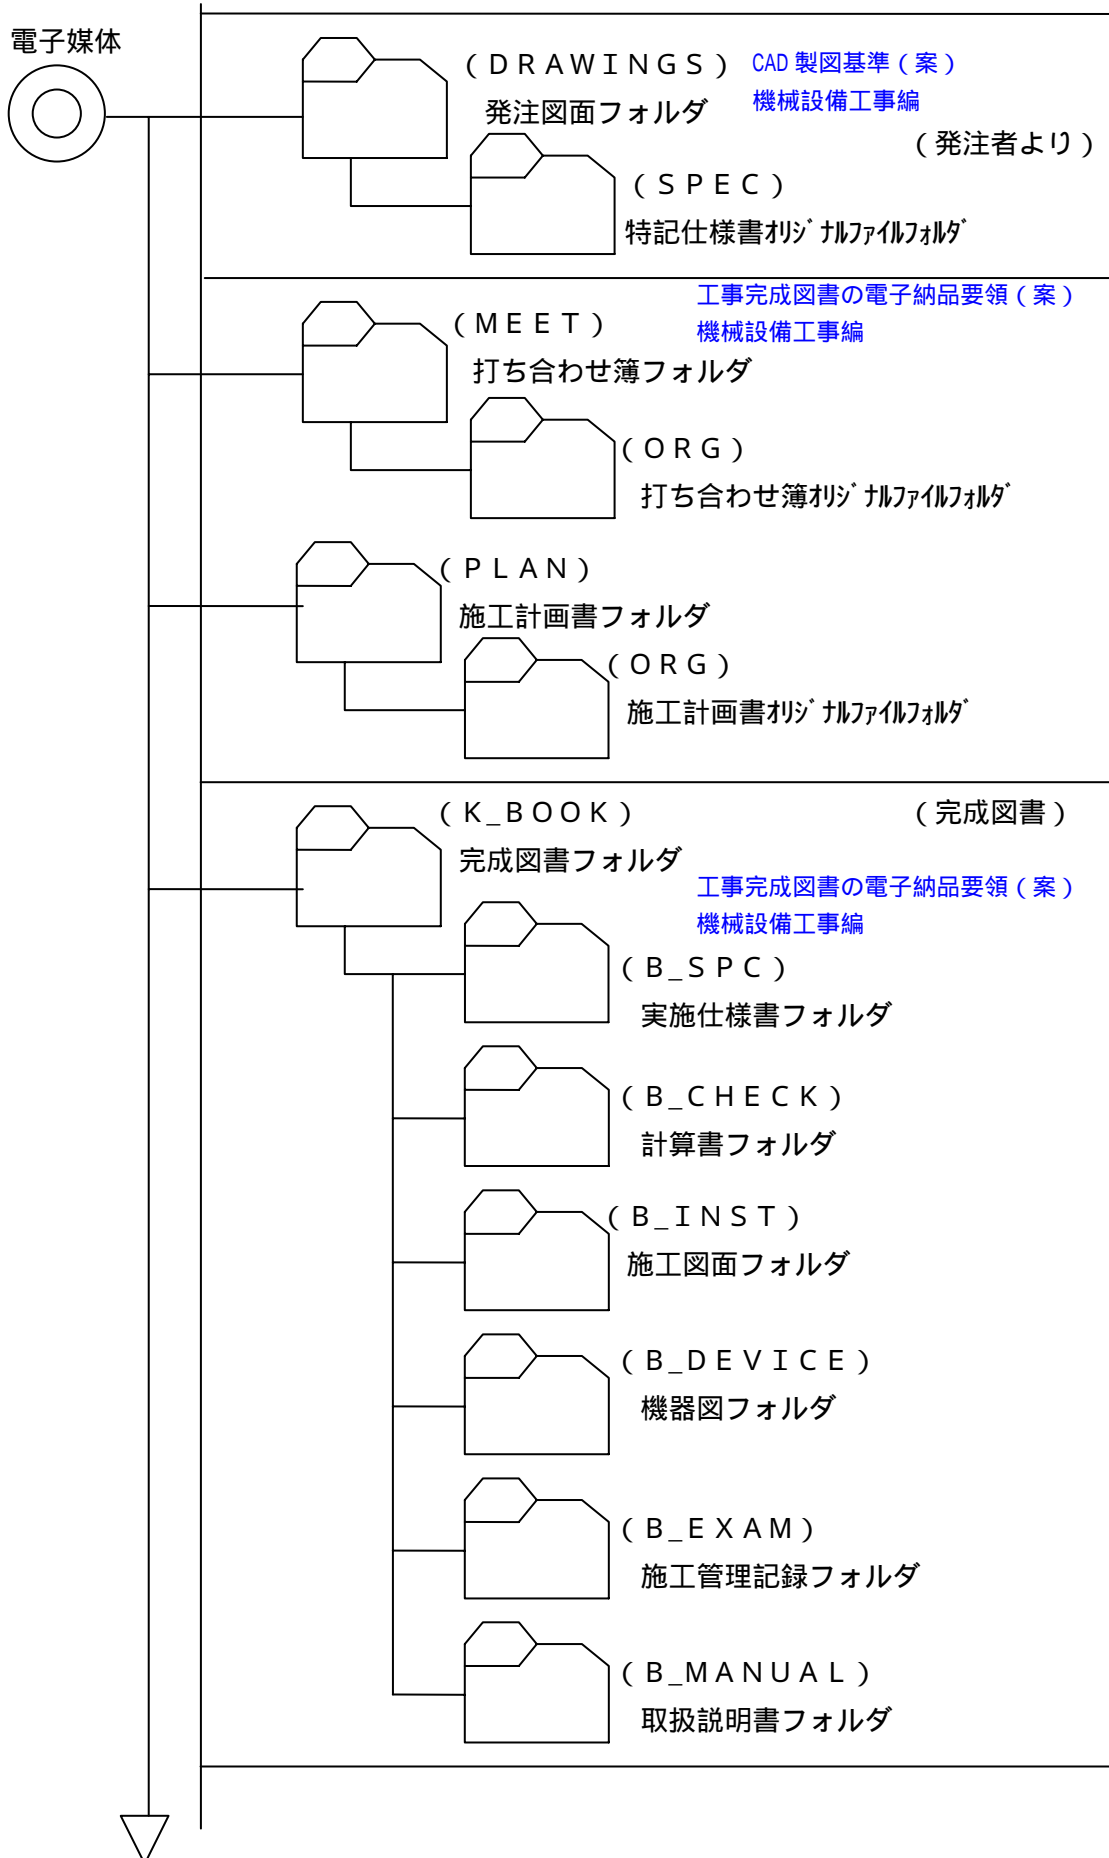 電子媒体
（ＤＲＡＷＩＮＧＳ） CAD 製図基準（案）
発注図面フォルダ 機械設備工事編
（発注者より）
（ＳＰＥＣ）
特記仕様書ｵﾘｼﾞﾅﾙﾌｧｲﾙﾌｫﾙﾀﾞ
工事完成図書の電子納品要領（案）
（ＭＥＥＴ） 機械設備工事編
打ち合わせ簿フォルダ
（ＯＲＧ）
打ち合わせ簿ｵﾘｼﾞﾅﾙﾌｧｲﾙﾌｫﾙﾀﾞ
（ＰＬＡＮ）
施工計画書フォルダ
（ＯＲＧ）
施工計画書ｵﾘｼﾞﾅﾙﾌｧｲﾙﾌｫﾙﾀﾞ
（Ｋ_ＢＯＯＫ） （完成図書）
完成図書フォルダ
工事完成図書の電子納品要領（案）
機械設備工事編
（Ｂ_ＳＰＣ）
実施仕様書フォルダ
（Ｂ_ＣＨＥＣＫ）
計算書フォルダ
（Ｂ_ＩＮＳＴ）
施工図面フォルダ
（Ｂ_ＤＥＶＩＣＥ）
機器図フォルダ
（Ｂ_ＥＸＡＭ）
施工管理記録フォルダ
（Ｂ_ＭＡＮＵＡＬ）
取扱説明書フォルダ